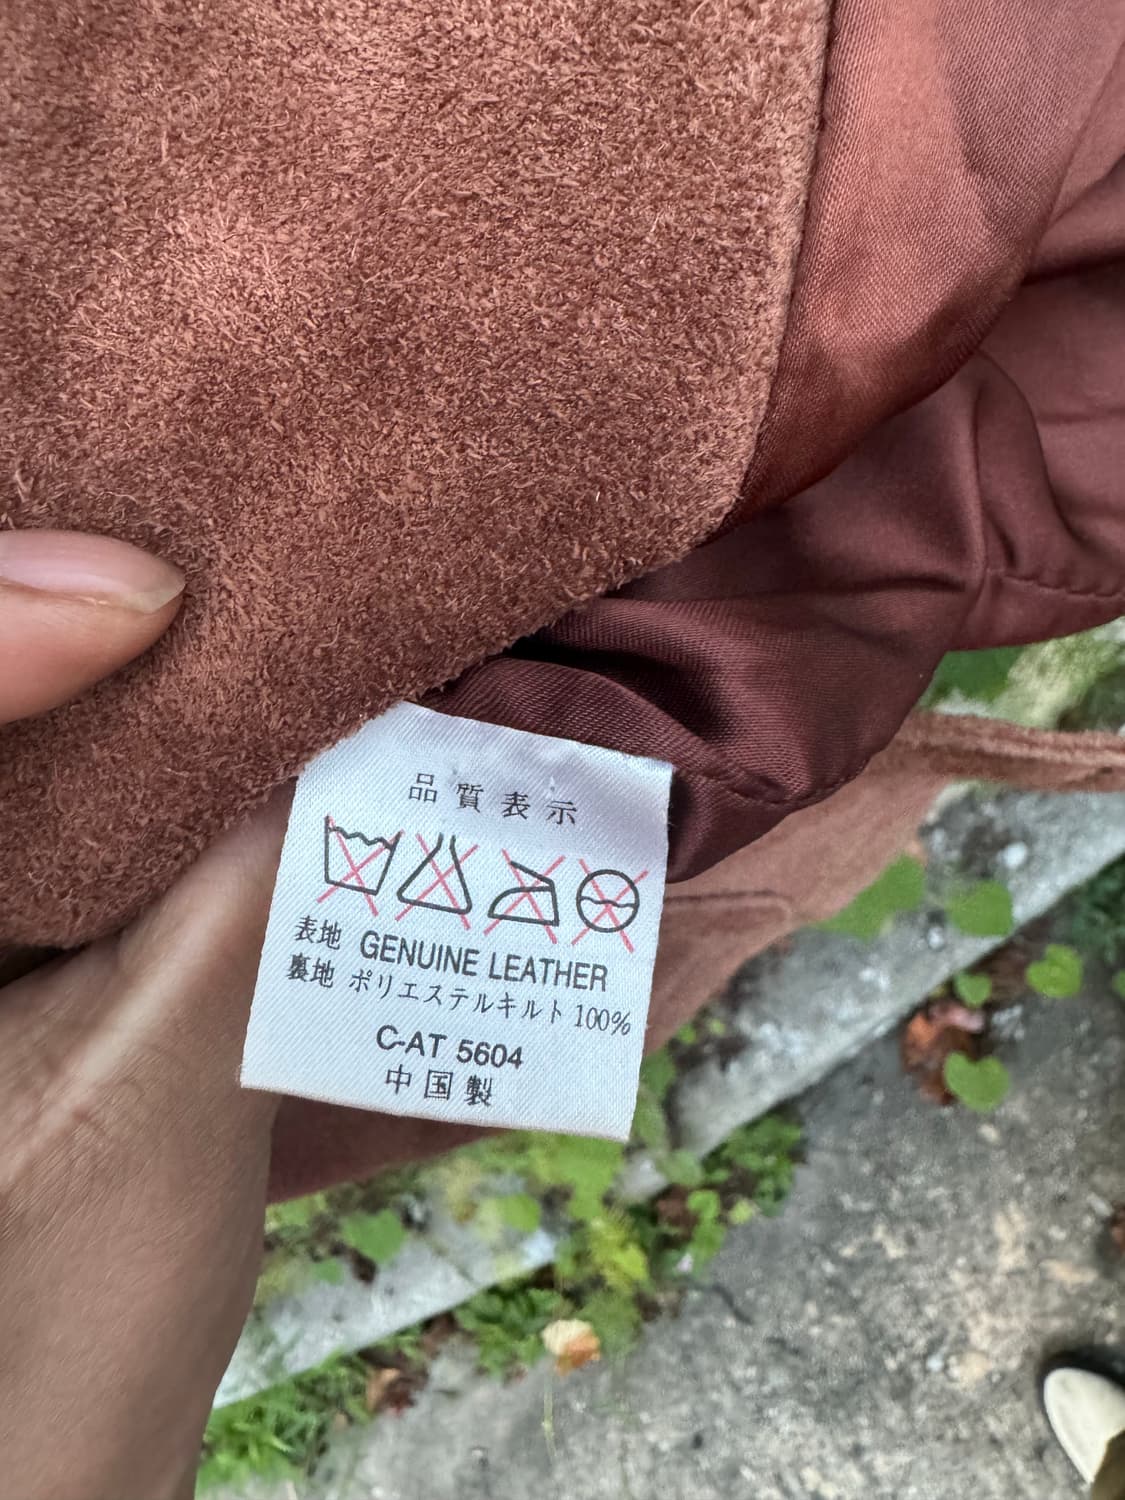 品質表示
表地 GENUINE LEATHER
裏地 ポリエステルキルト 100%
C-AT 5604
中国製